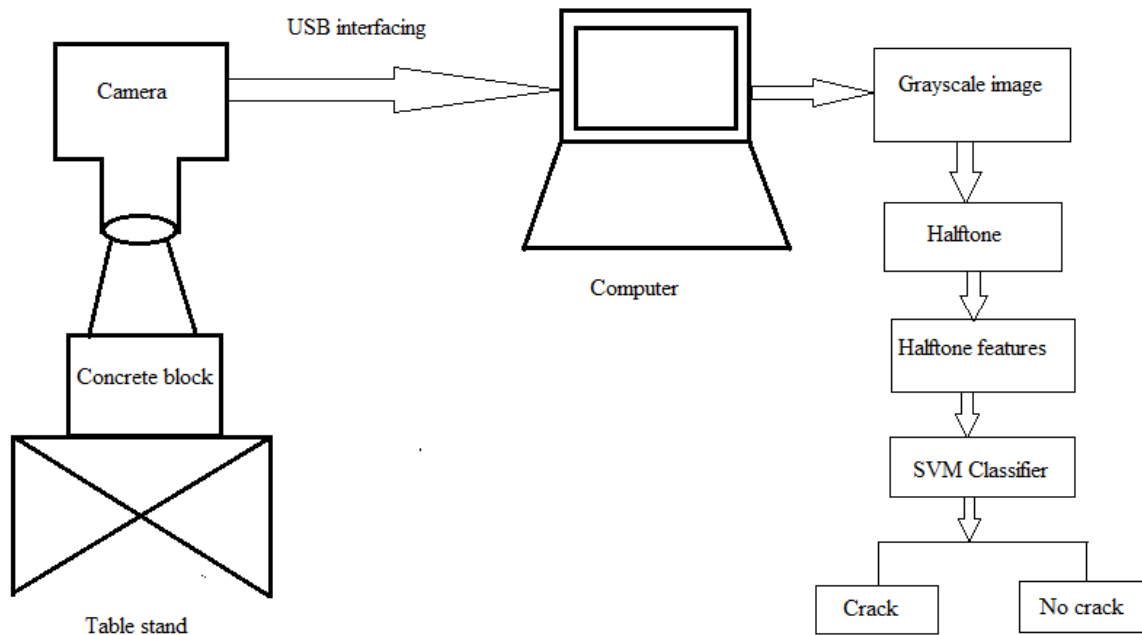 USB interfacing
Camera
Grayscale image
Halftone
Computer
Halftone features
Concrete block
SVM Classifier
Crack
No crack
Table stand